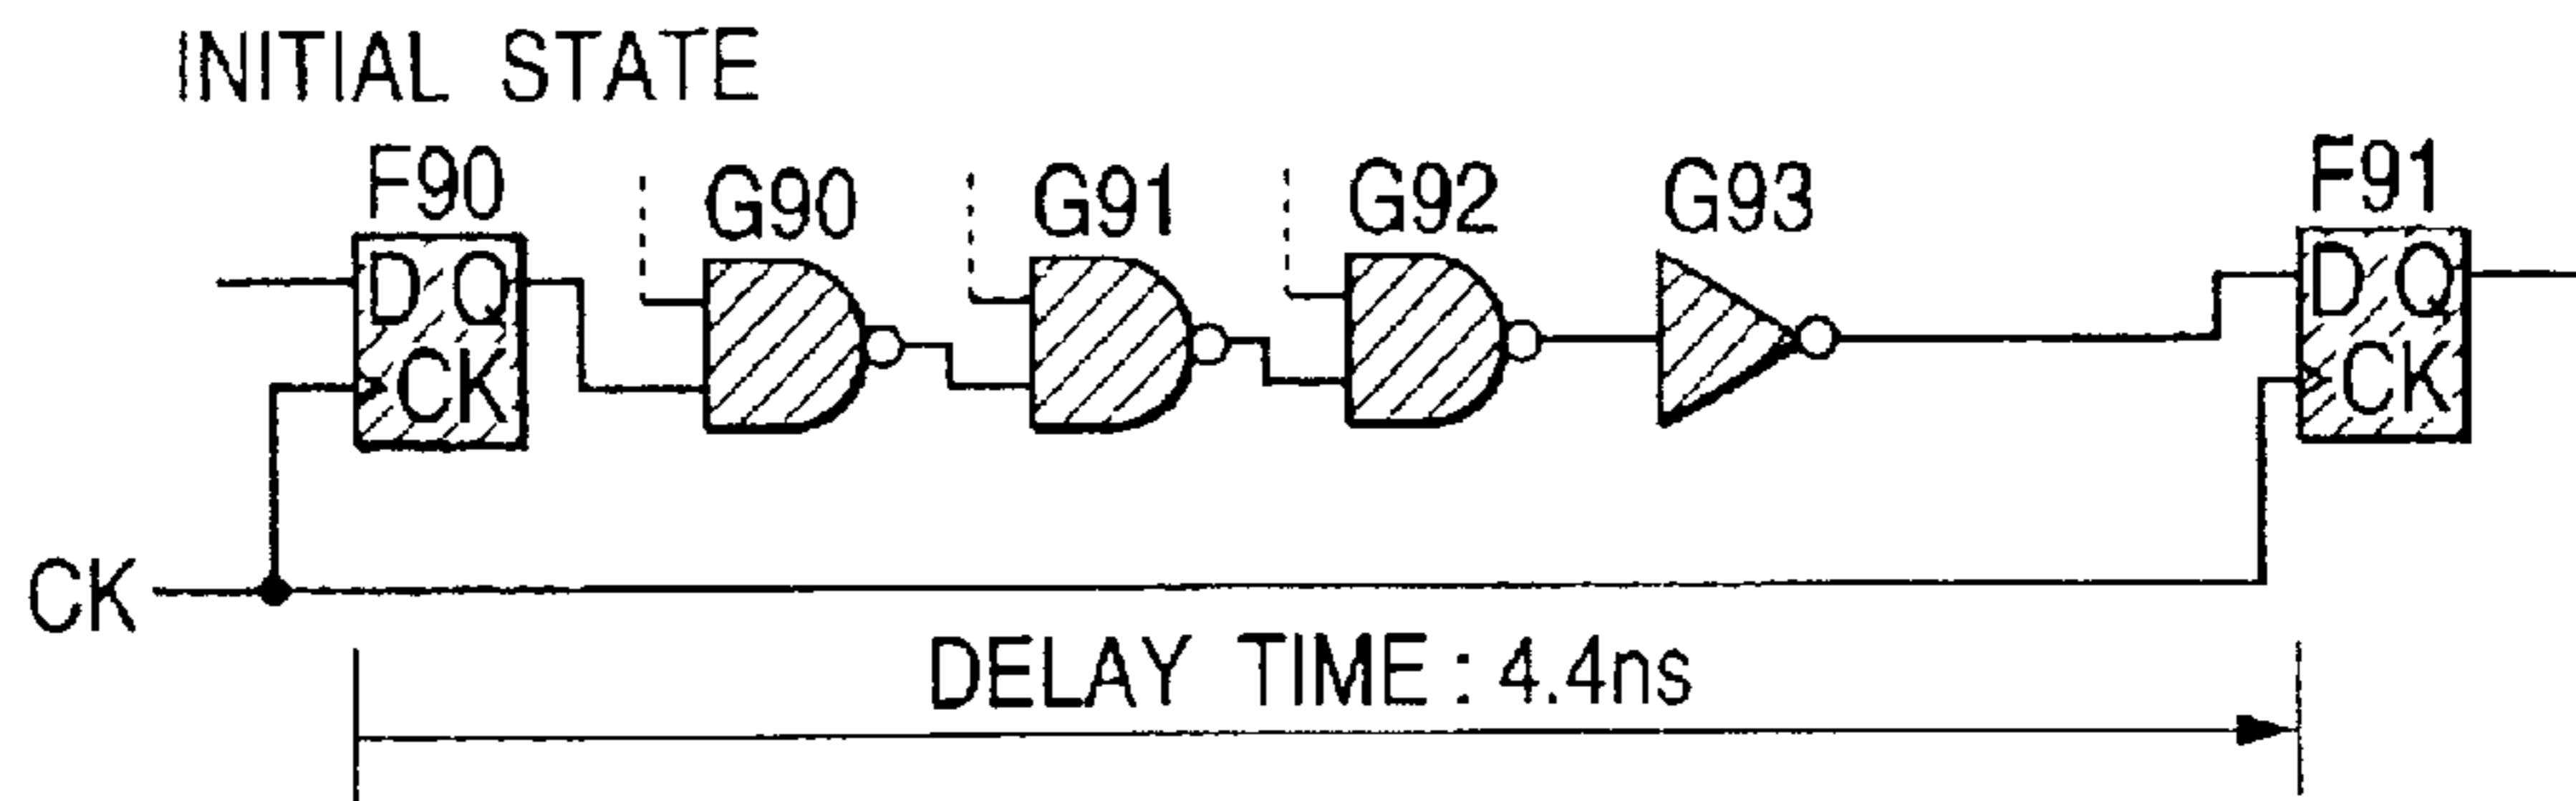 INITIAL STATE
F90 G90 G91 G92 G93 F91
D Q D Q
CK CK
CK
DELAY TIME : 4.4ns